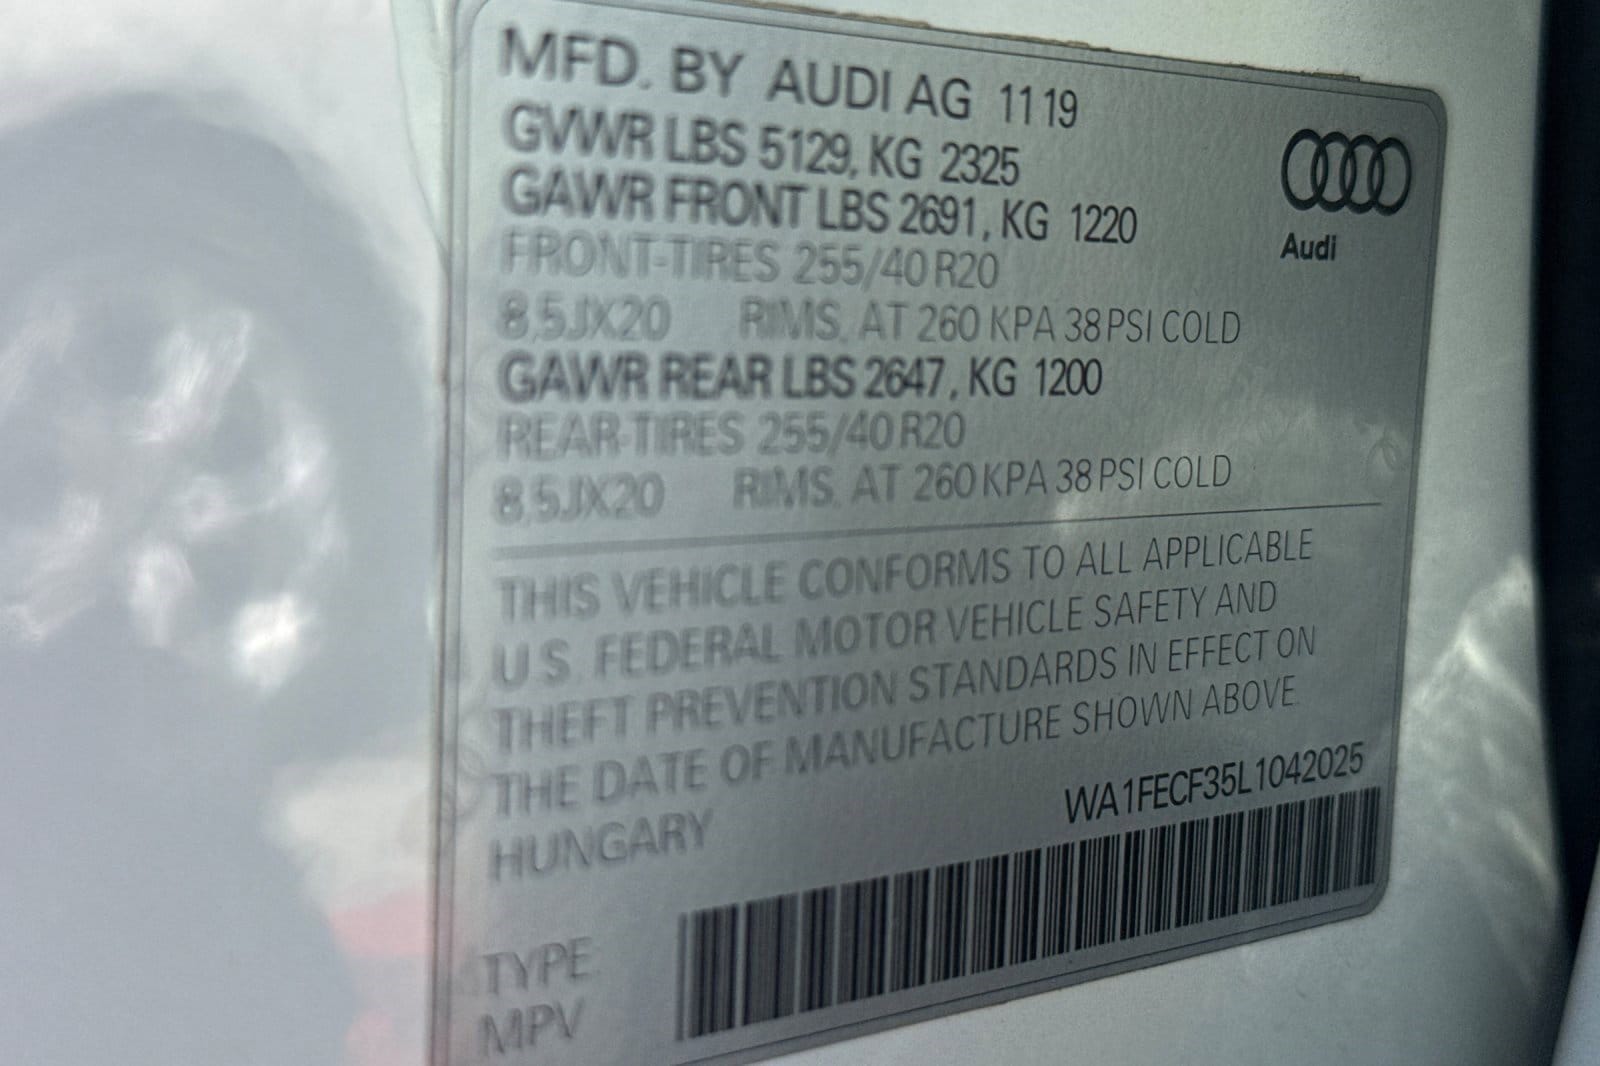 MFD. BY AUDI AG 11 19
GVWR LBS 5129, KG 2325
GAWR FRONT LBS 2691, KG 1220
FRONT-TIRES 255/40 R20
8,5JX20 RIMS, AT 260 KPA 38 PSI COLD
GAWR REAR LBS 2647, KG 1200
REAR-TIRES 255/40 R20
8,5JX20 RIMS, AT 260 KPA 38 PSI COLD
Audi
THIS VEHICLE CONFORMS TO ALL APPLICABLE
U.S. FEDERAL MOTOR VEHICLE SAFETY AND
THEFT PREVENTION STANDARDS IN EFFECT ON
THE DATE OF MANUFACTURE SHOWN ABOVE.
HUNGARY
WA1FECF35L1042025
TYPE
MPV